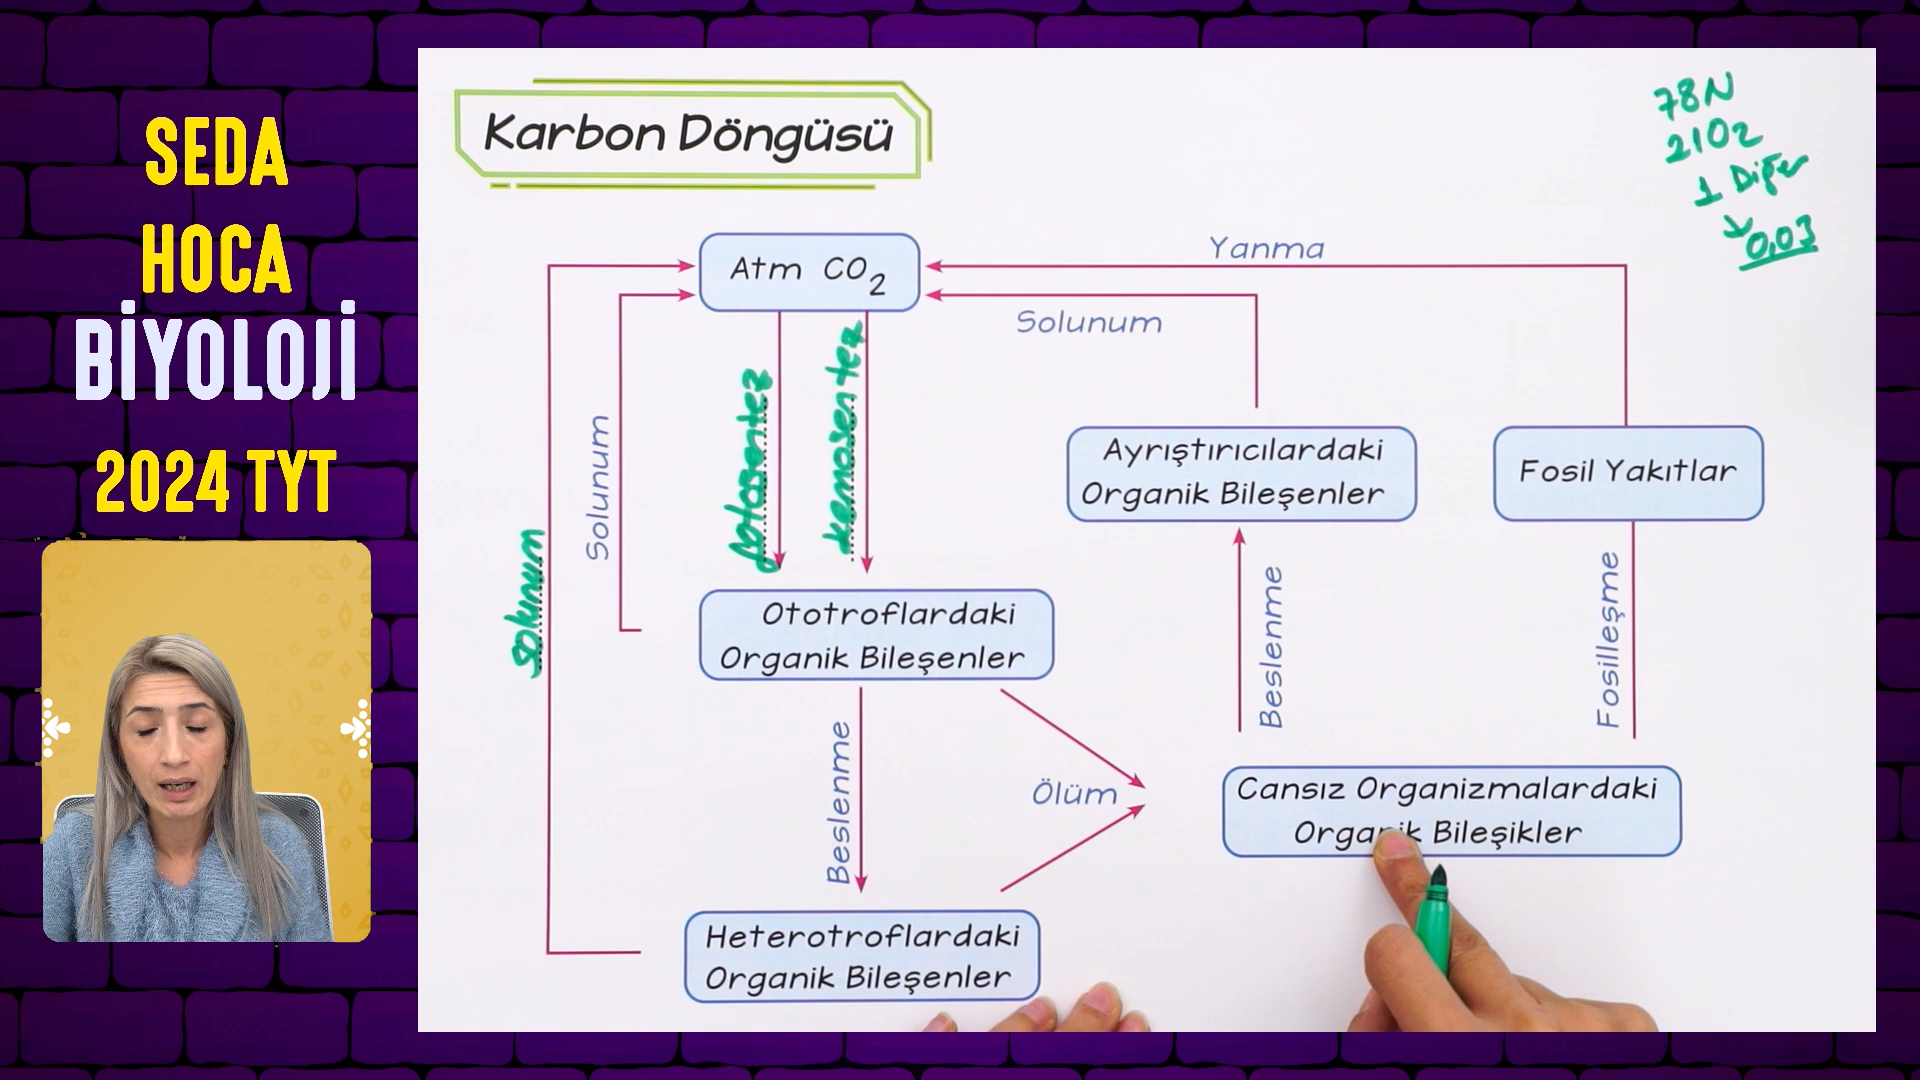 SEDA
HOCA
BİYOLOJİ
2024 TYT
Karbon Döngüsü
78N
21O2
1 Diğer
0,03
Atm CO2
Yanma
Solunum
Solunum
fotosentez
kemosentez
solunum
Ayrıştırıcılardaki
Organik Bileşenler
Fosil Yakıtlar
Ototroflardaki
Organik Bileşenler
Beslenme
Fosilleşme
Beslenme
Ölüm
Cansız Organizmalardaki
Organik Bileşikler
Heterotroflardaki
Organik Bileşenler